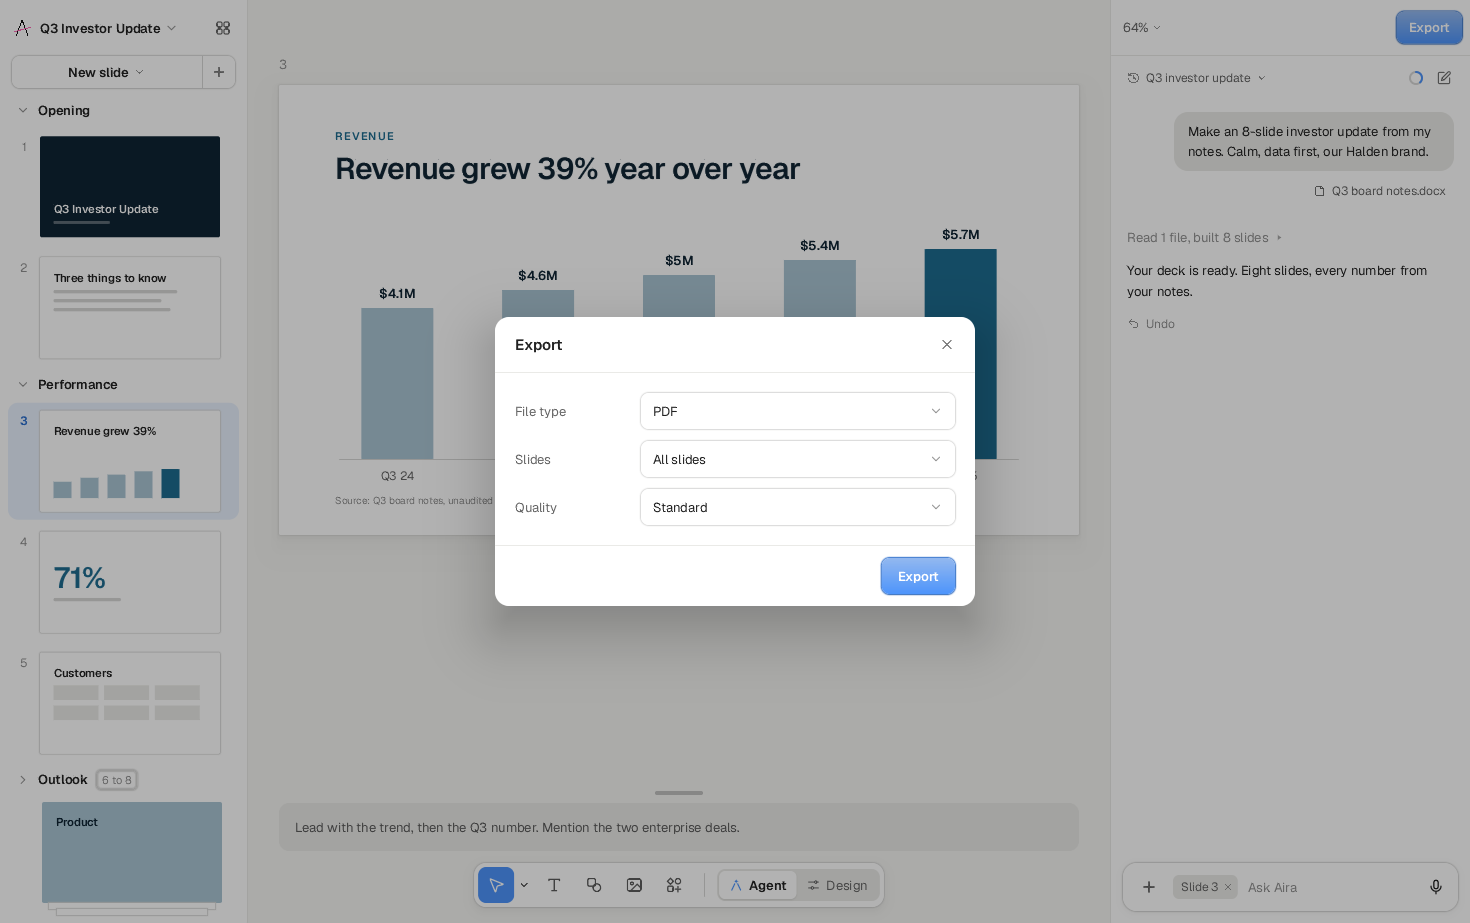 Q3 Investor Update
New slide
Opening
1
Q3 Investor Update
2
Three things to know
Performance
3
Revenue grew 39%
4
71%
5
Customers
Outlook 6 to 8
Product
3
REVENUE
Revenue grew 39% year over year
$4.1M
$4.6M
$5M
$5.4M
$5.7M
Q3 24
Source: Q3 board notes, unaudited
Export
File type
PDF
Slides
All slides
Quality
Standard
Export
Lead with the trend, then the Q3 number. Mention the two enterprise deals.
Agent
Design
64%
Export
Q3 investor update
Make an 8-slide investor update from my
notes. Calm, data first, our Halden brand.
Q3 board notes.docx
Read 1 file, built 8 slides
Your deck is ready. Eight slides, every number from
your notes.
Undo
Slide 3
Ask Aira